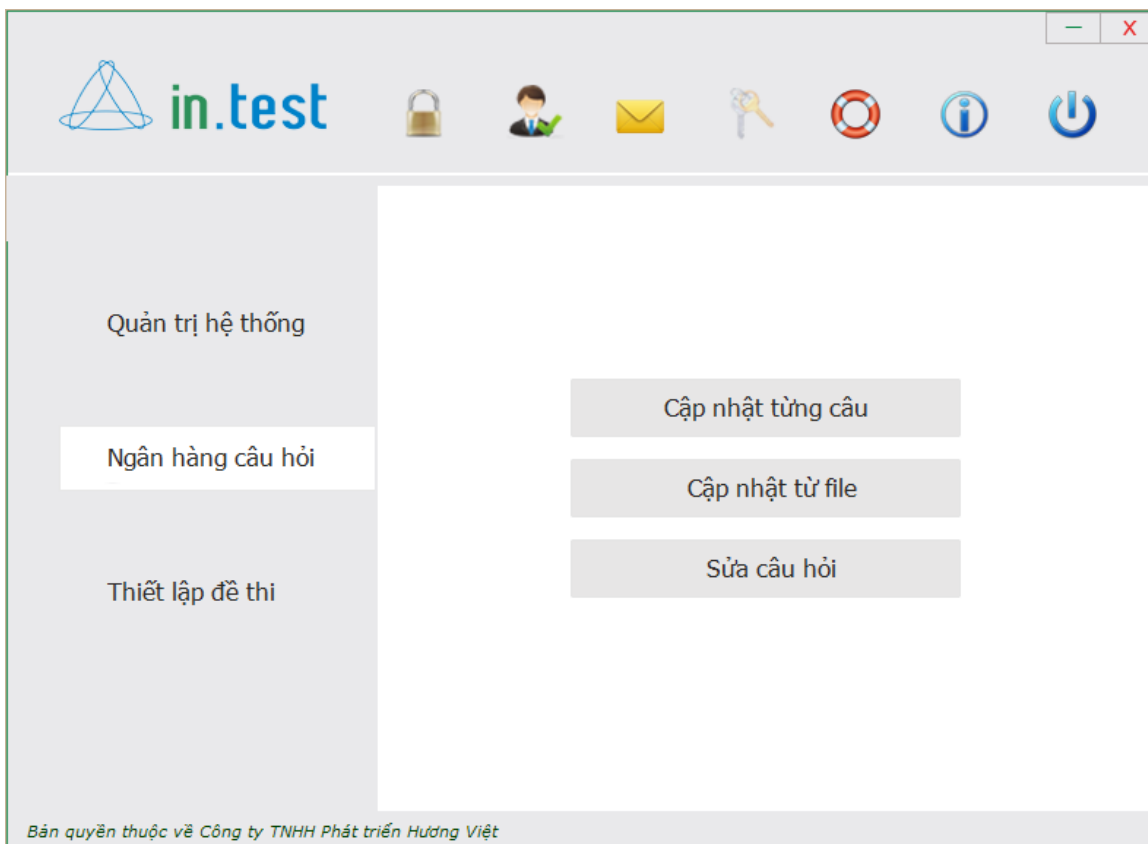 in.test
X
Quản trị hệ thống
Ngân hàng câu hỏi
Thiết lập đề thi
Cập nhật từng câu
Cập nhật từ file
Sửa câu hỏi
Bản quyền thuộc về Công ty TNHH Phát triển Hương Việt